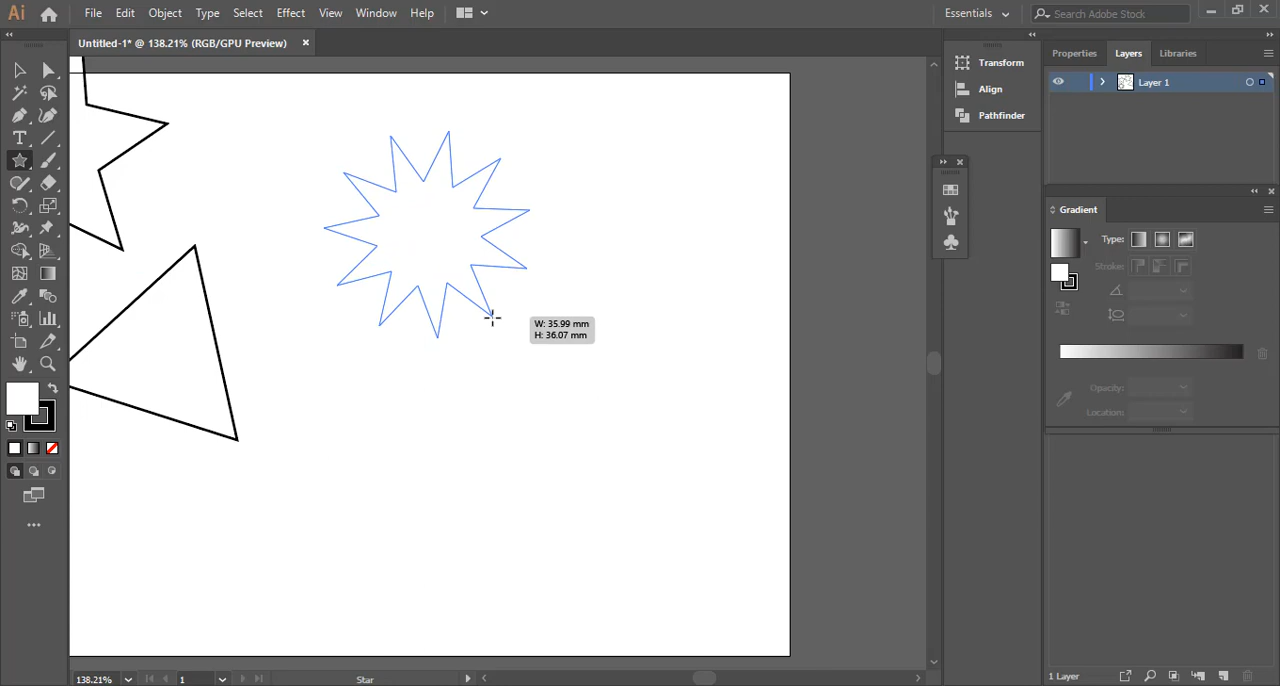 Ai File Edit Object Type Select Effect View Window Help Essentials Search Adobe Stock
Untitled-1* @ 138.21% (RGB/GPU Preview)
Transform
Align
Pathfinder
Properties Layers Libraries
Layer 1
Gradient
Type:
Strokes:
Opacity:
Location:
W: 35.99 mm
H: 36.07 mm
138.21% 1 Star
1 Layer